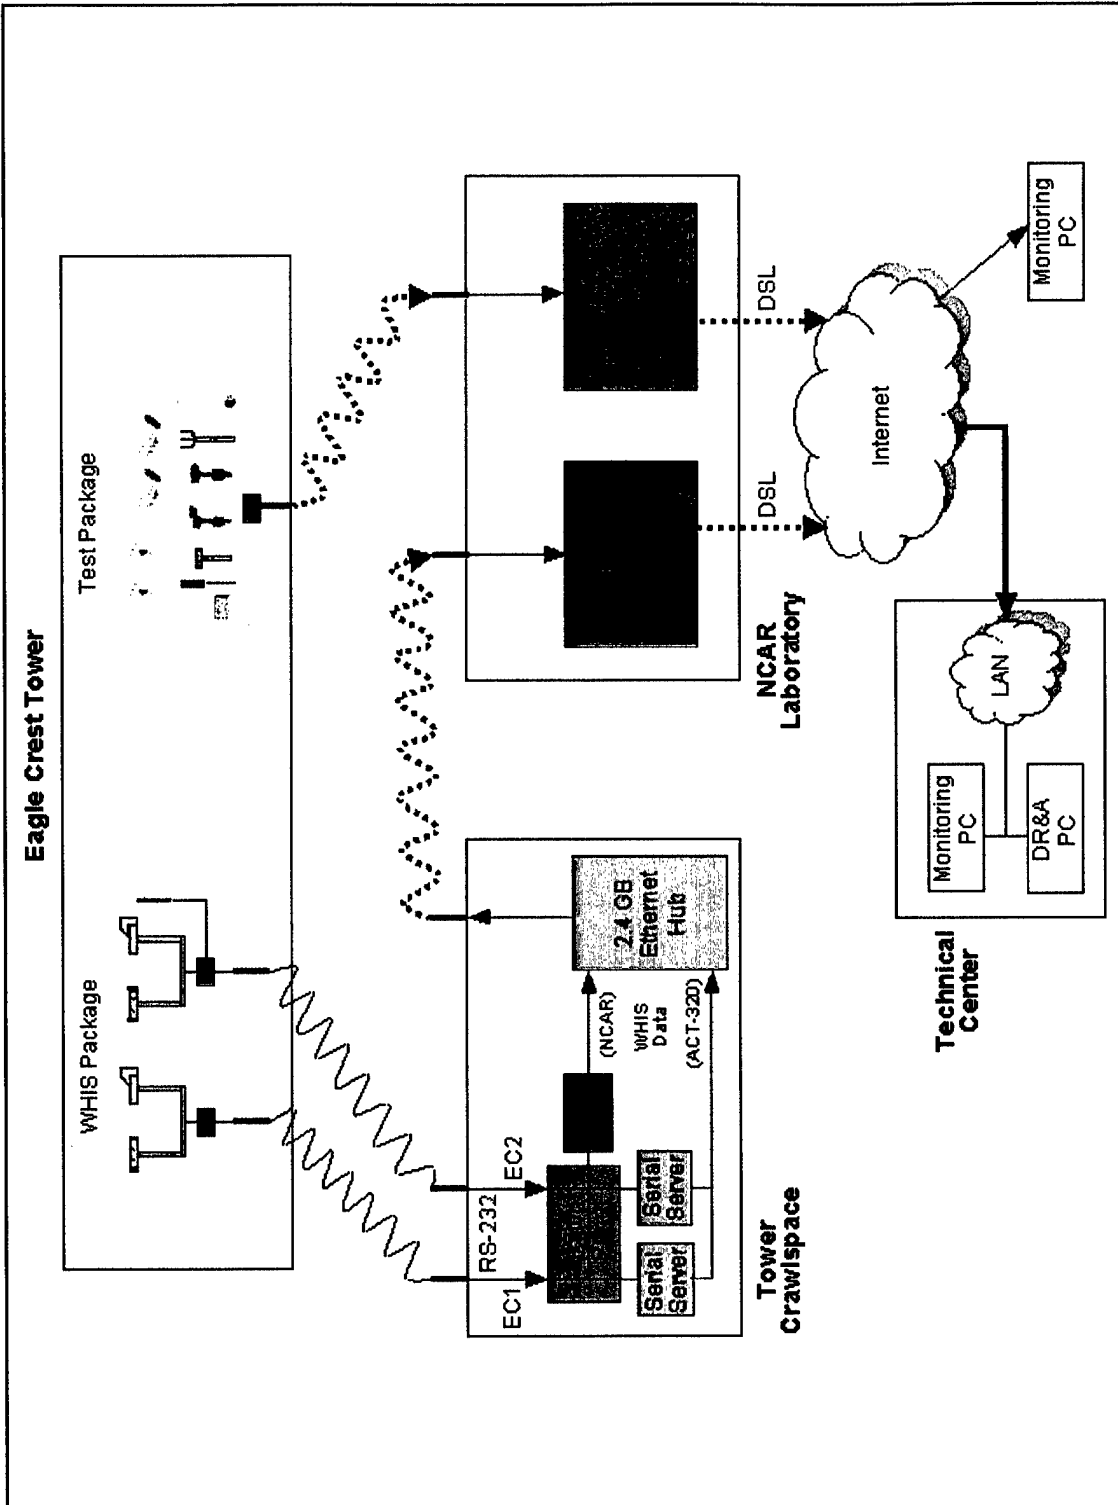 Eagle Crest Tower
WHIS Package
Test Package
EC1
RS-232
EC2
Serial
Server
Serial
Server
(NCAR)
WHIS
Data
(ACT-320)
2.4 GB
Ethernet
Hub
Tower
Crawlspace
NCAR
Laboratory
DSL
DSL
Internet
Monitoring
PC
LAN
Monitoring
PC
DR&A
PC
Technical
Center